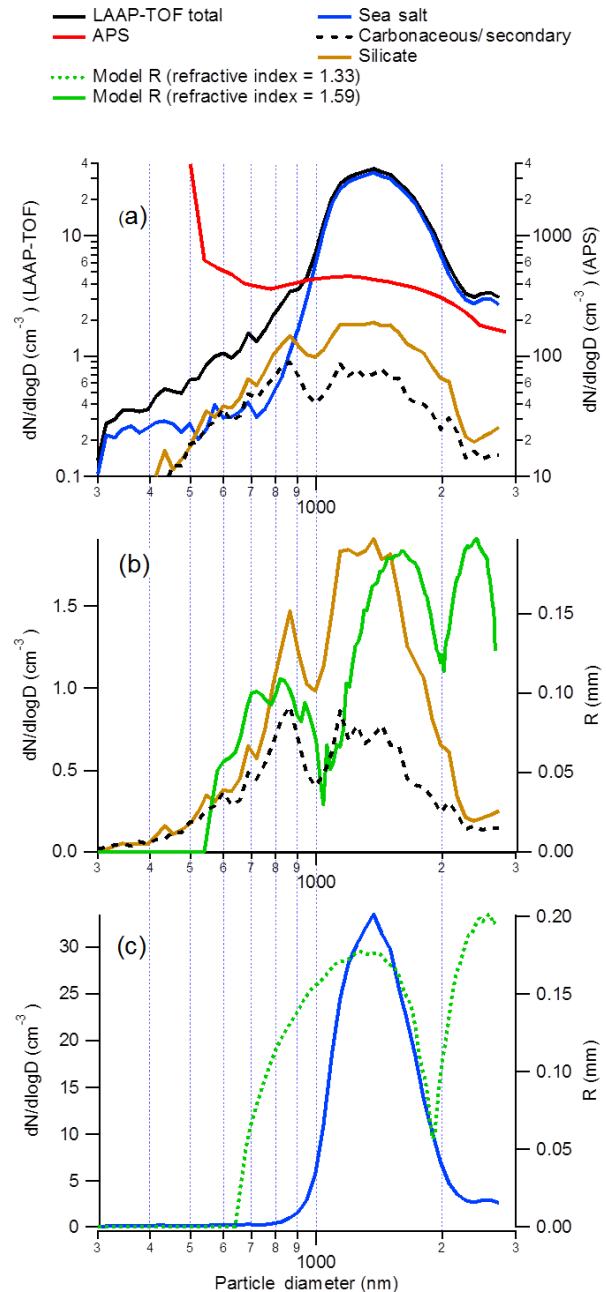 LAAP-TOF total
Sea salt
APS
Carbonaceous/ secondary
Silicate
Model R (refractive index = 1.33)
Model R (refractive index = 1.59)
(a)
dN/dlogD (cm⁻³) (LAAP-TOF)
4
2
10
8
6
4
2
1
8
6
4
2
0.1
4
2
1000
8
6
4
2
100
8
6
4
2
10
dN/dlogD (cm⁻³) (APS)
3 4 5 6 7 8 9 2 3
1000
(b)
dN/dlogD (cm⁻³)
1.5
1.0
0.5
0.0
0.15
0.10
0.05
0.00
R (mm)
3 4 5 6 7 8 9 2 3
1000
(c)
dN/dlogD (cm⁻³)
30
25
20
15
10
5
0
0.20
0.15
0.10
0.05
0.00
R (mm)
3 4 5 6 7 8 9 2 3
1000
Particle diameter (nm)